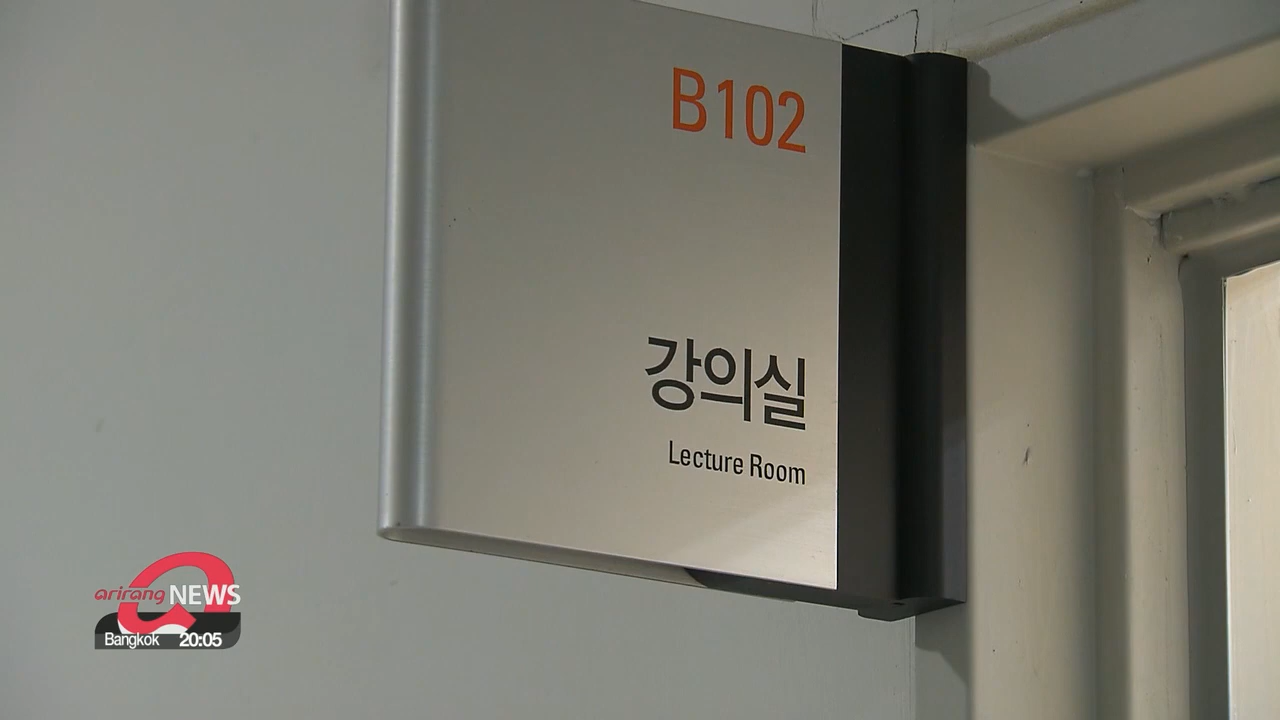 B102
강의실
Lecture Room
arirang NEWS
Bangkok 20:05